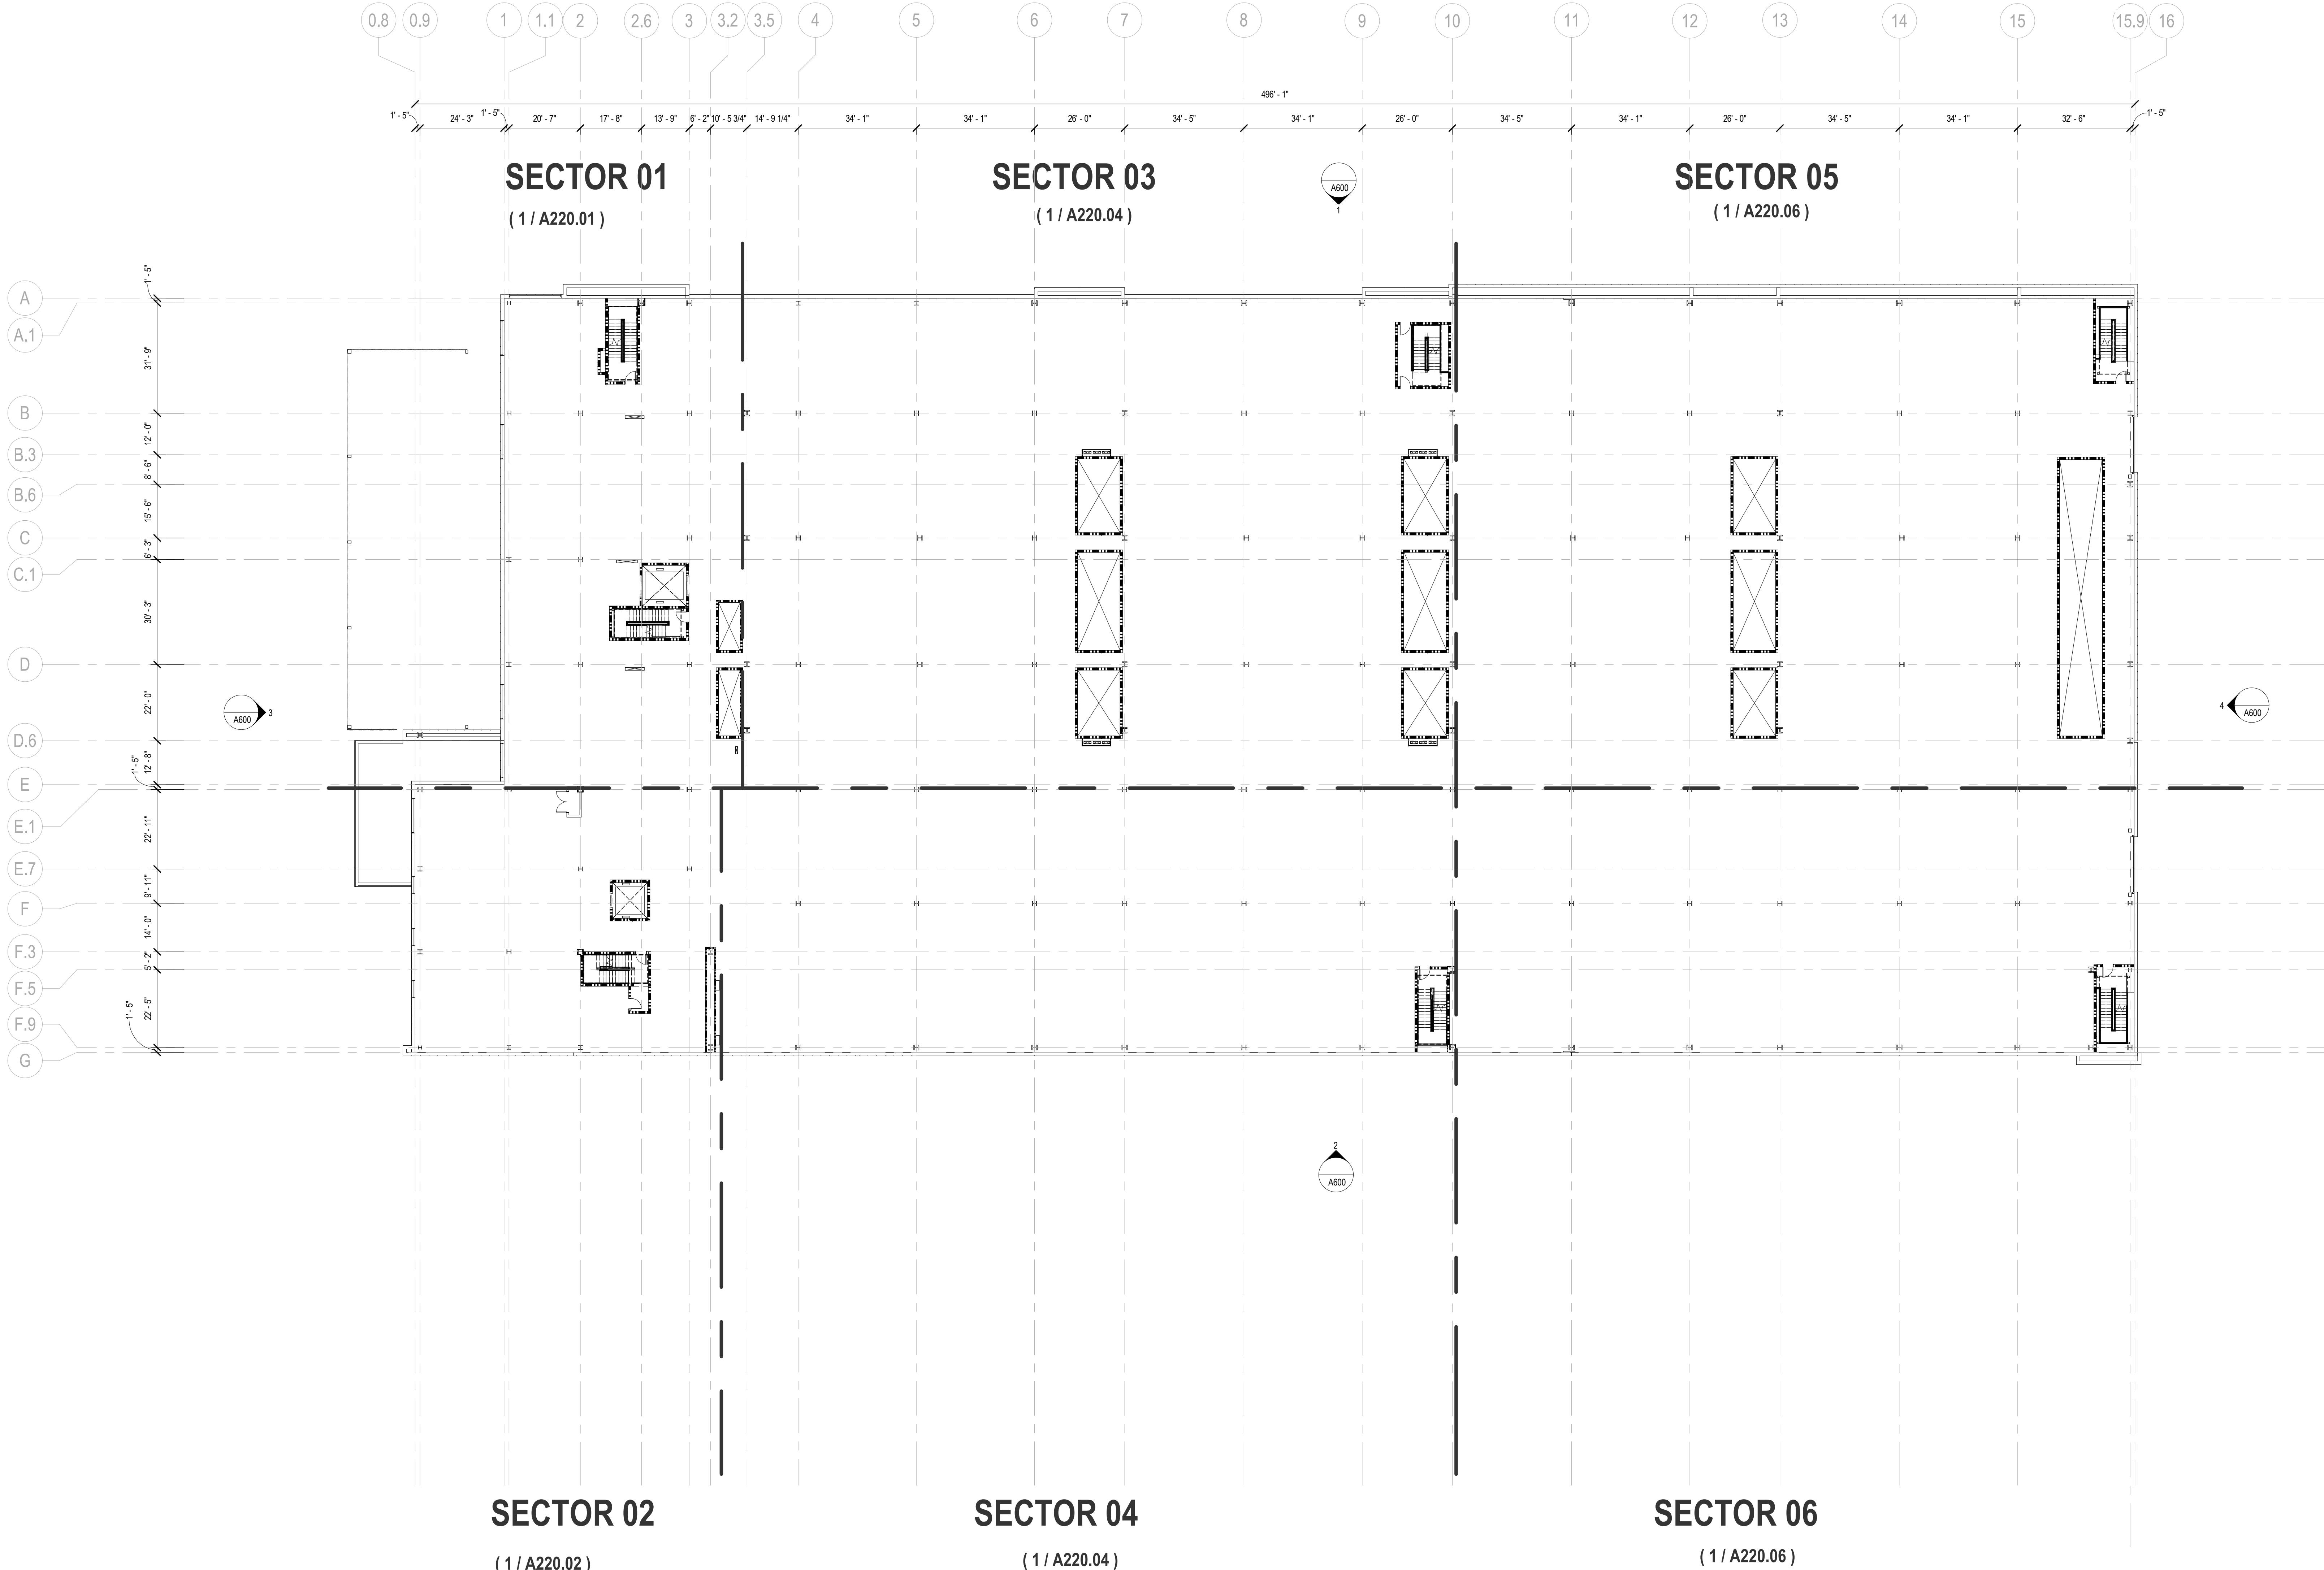 0.8 0.9 1 1.1 2 2.6 3 3.2 3.5 4 5 6 7 8 9 10 11 12 13 14 15 15.9 16
496' - 1"
1' - 5" 24' - 3" 1' - 5" 20' - 7" 17' - 8" 13' - 9" 6' - 2" 10' - 5 3/4" 14' - 9 1/4" 34' - 1" 34' - 1" 26' - 0" 34' - 5" 34' - 1" 26' - 0" 34' - 5" 34' - 1" 26' - 0" 34' - 5" 34' - 1" 32' - 6" 1' - 5"
SECTOR 01
( 1 / A220.01 )
SECTOR 03
( 1 / A220.04 )
A600
1
SECTOR 05
( 1 / A220.06 )
A
1' - 5"
A.1
31' - 9"
B
12' - 0"
B.3
8' - 6"
B.6
15' - 6"
C
6' - 3"
C.1
30' - 3"
D
22' - 0"
A600
3
4
A600
D.6
12' - 8"
1' - 5"
E
E.1
22' - 11"
E.7
9' - 11"
F
14' - 0"
F.3
5' - 2"
F.5
22' - 5"
1' - 5"
F.9
G
2
A600
SECTOR 02
( 1 / A220.02 )
SECTOR 04
( 1 / A220.04 )
SECTOR 06
( 1 / A220.06 )